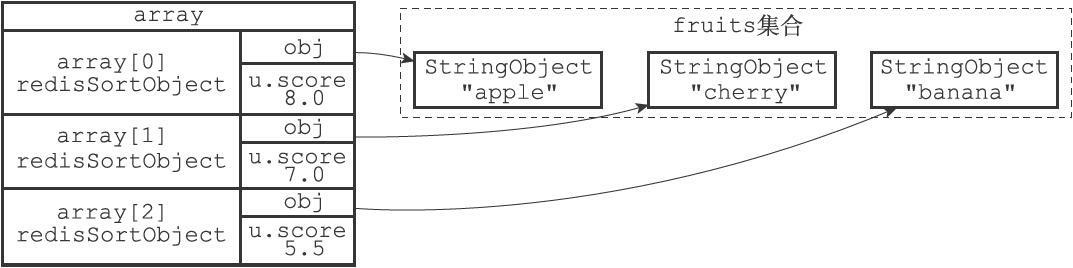 array
array[0]
redisSortObject
obj
u.score
8.0
array[1]
redisSortObject
obj
u.score
7.0
array[2]
redisSortObject
obj
u.score
5.5
fruits集合
StringObject
"apple"
StringObject
"cherry"
StringObject
"banana"